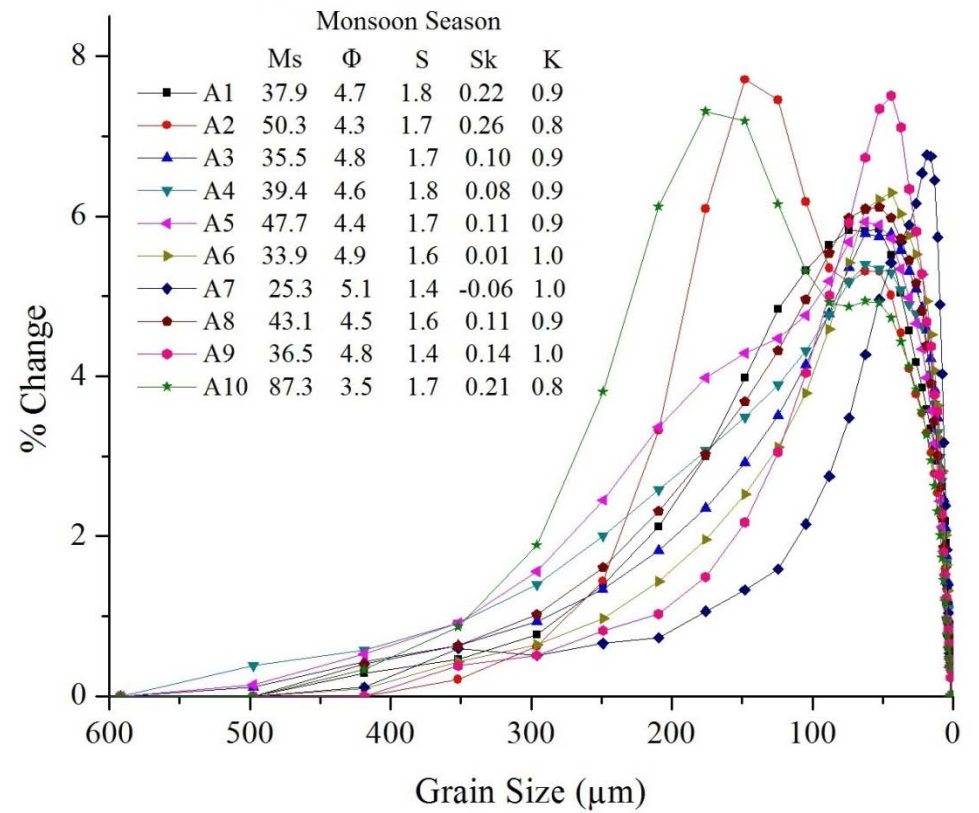 Monsoon Season
Ms Φ S Sk K
A1 37.9 4.7 1.8 0.22 0.9
A2 50.3 4.3 1.7 0.26 0.8
A3 35.5 4.8 1.7 0.10 0.9
A4 39.4 4.6 1.8 0.08 0.9
A5 47.7 4.4 1.7 0.11 0.9
A6 33.9 4.9 1.6 0.01 1.0
A7 25.3 5.1 1.4 -0.06 1.0
A8 43.1 4.5 1.6 0.11 0.9
A9 36.5 4.8 1.4 0.14 1.0
A10 87.3 3.5 1.7 0.21 0.8
% Change
8
6
4
2
0
600 500 400 300 200 100 0
Grain Size (µm)